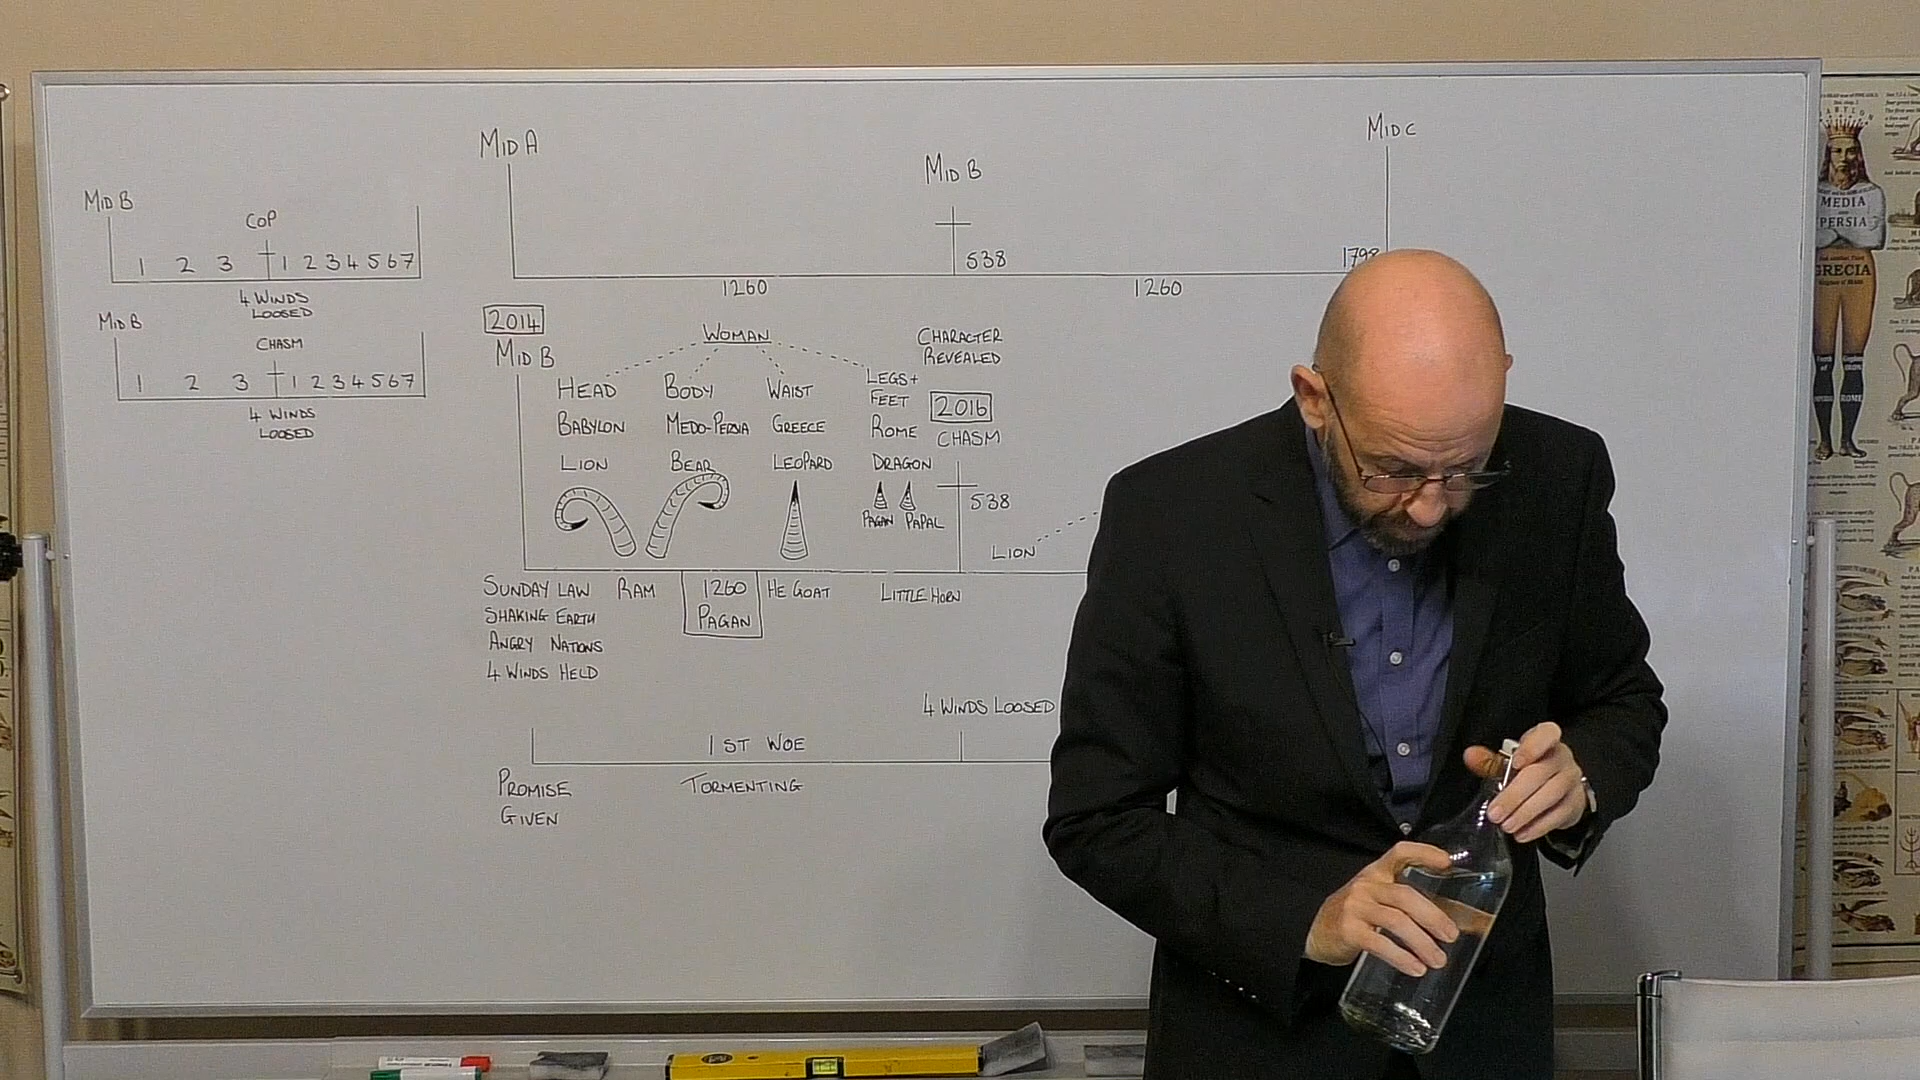 MID A
MID B
MID C
538
1798
1260
1260
MID B
COP
1 2 3 1 2 3 4 5 6 7
4 WINDS
LOOSED
MID B
CHASM
1 2 3 1 2 3 4 5 6 7
4 WINDS
LOOSED
2014
MID B
WOMAN
CHARACTER
REVEALED
HEAD BODY WAIST LEGS+
FEET
2016
BABYLON MEDO-PERSIA GREECE ROME
CHASM
LION BEAR LEOPARD DRAGON
PAGAN PAPAL
538
LION
SUNDAY LAW RAM 1260 HE GOAT LITTLE HORN
PAGAN
SHAKING EARTH
ANGRY NATIONS
4 WINDS HELD
4 WINDS LOOSED
1ST WOE
PROMISE
GIVEN
TORMENTING
BABYLON
MEDIA
PERSIA
GRECIA
ROME